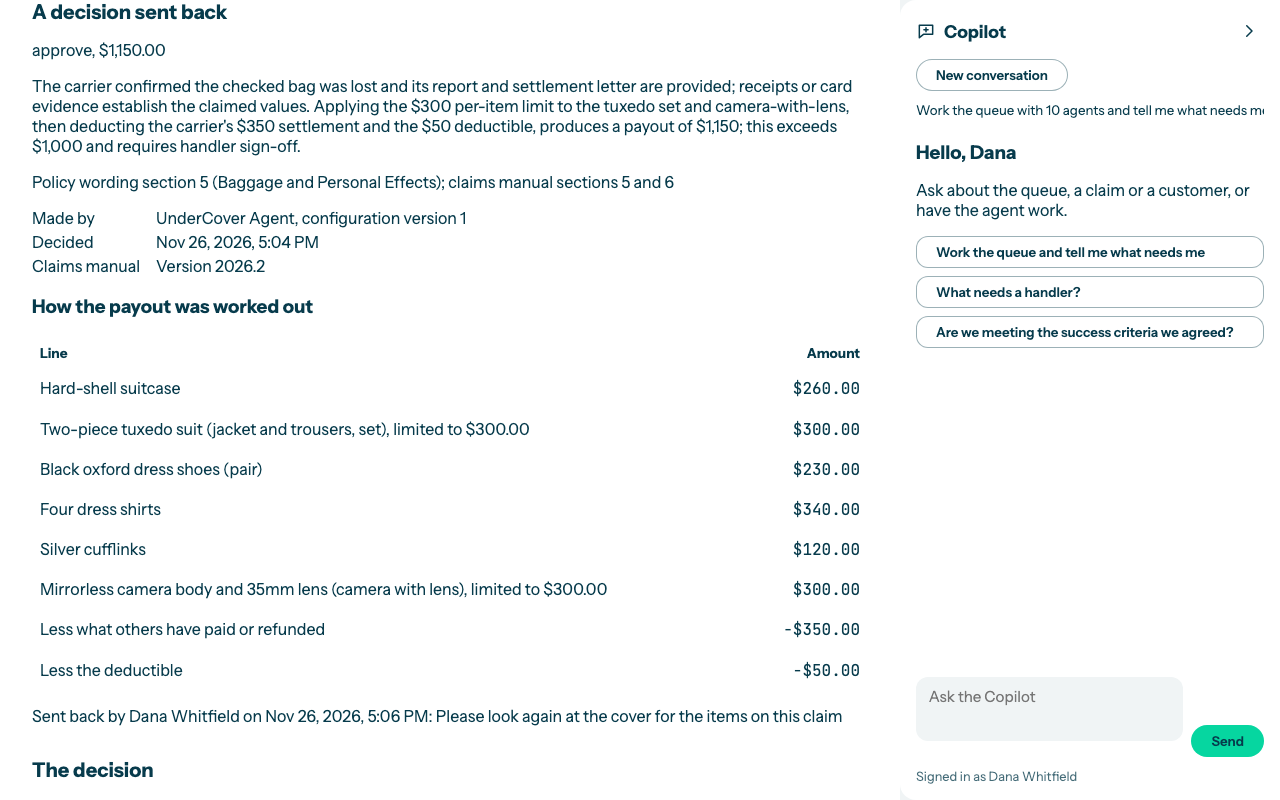 A decision sent back
approve, $1,150.00
The carrier confirmed the checked bag was lost and its report and settlement letter are provided; receipts or card
evidence establish the claimed values. Applying the $300 per-item limit to the tuxedo set and camera-with-lens,
then deducting the carrier's $350 settlement and the $50 deductible, produces a payout of $1,150; this exceeds
$1,000 and requires handler sign-off.
Policy wording section 5 (Baggage and Personal Effects); claims manual sections 5 and 6
Made by UnderCover Agent, configuration version 1
Decided Nov 26, 2026, 5:04 PM
Claims manual Version 2026.2
How the payout was worked out
Line Amount
Hard-shell suitcase $260.00
Two-piece tuxedo suit (jacket and trousers, set), limited to $300.00 $300.00
Black oxford dress shoes (pair) $230.00
Four dress shirts $340.00
Silver cufflinks $120.00
Mirrorless camera body and 35mm lens (camera with lens), limited to $300.00 $300.00
Less what others have paid or refunded -$350.00
Less the deductible -$50.00
Sent back by Dana Whitfield on Nov 26, 2026, 5:06 PM: Please look again at the cover for the items on this claim
The decision
Copilot
New conversation
Work the queue with 10 agents and tell me what needs
Hello, Dana
Ask about the queue, a claim or a customer, or
have the agent work.
Work the queue and tell me what needs me
What needs a handler?
Are we meeting the success criteria we agreed?
Ask the Copilot
Send
Signed in as Dana Whitfield